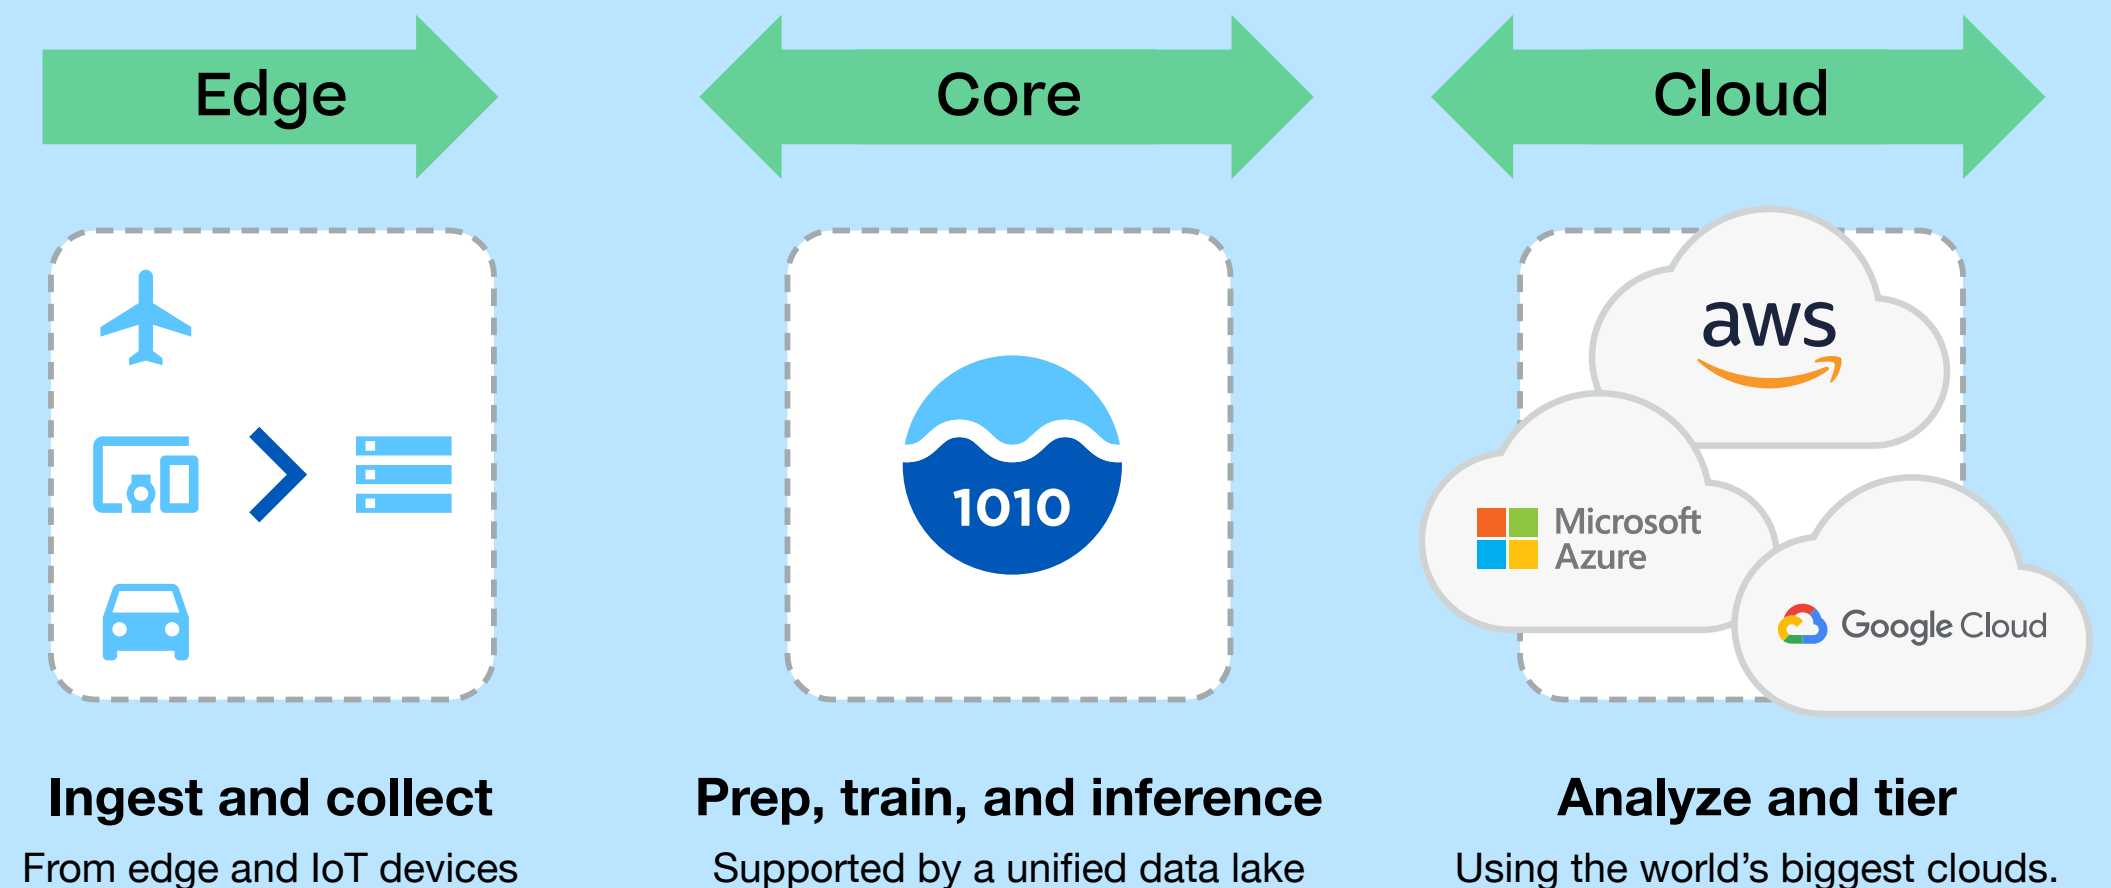 Edge
Core
Cloud
aws
Microsoft
Azure
Google Cloud
1010
Ingest and collect
From edge and IoT devices
Prep, train, and inference
Supported by a unified data lake
Analyze and tier
Using the world’s biggest clouds.